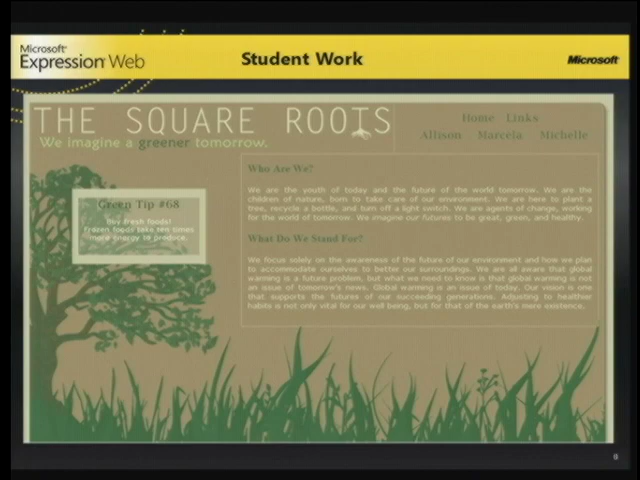 Microsoft®
Expression® Web
Student Work
Microsoft®
THE SQUARE ROOTS
We imagine a greener tomorrow.
Home Links
Allison Marcela Michelle
Green Tip #68
Buy fresh foods!
Frozen foods take ten times
more energy to produce.
Who Are We?
We are the youth of today and the future of the world tomorrow. We are the
children of nature, born to take care of our environment. We are here to plant a
tree, recycle a bottle, and turn off a light switch. We are agents of change, working
for the world of tomorrow. We imagine our futures to be great, green, and healthy.
What Do We Stand For?
We focus solely on the awareness of the future of our environment and how we plan
to accommodate ourselves to better our surroundings. We are all aware that global
warming is a future problem, but what we need to know is that global warming is not
an issue of tomorrow's news. Global warming is an issue of today. Our vision is one
that supports the futures of our succeeding generations. Adjusting to healthier
habits is not only vital for our well being, but for that of the earth's mere existence.